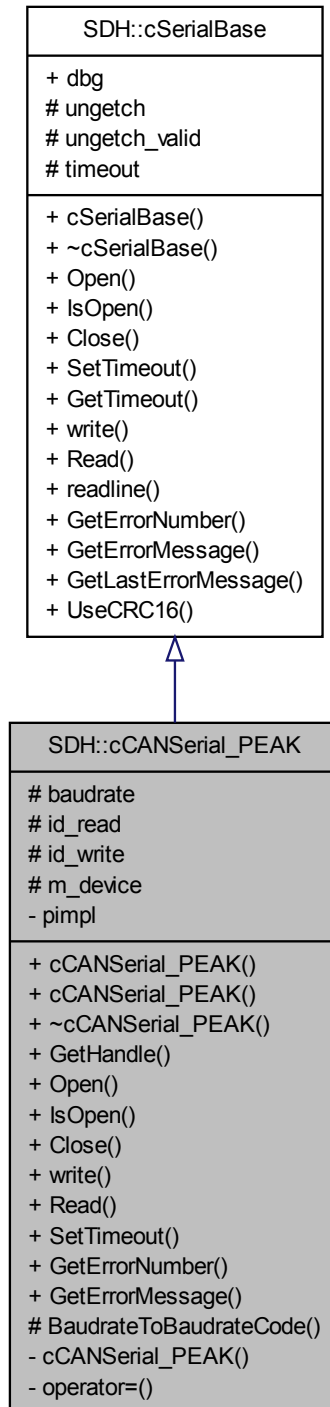 SDH::cSerialBase
+ dbg
# ungetch
# ungetch_valid
# timeout
+ cSerialBase()
+ ~cSerialBase()
+ Open()
+ IsOpen()
+ Close()
+ SetTimeout()
+ GetTimeout()
+ write()
+ Read()
+ readline()
+ GetErrorNumber()
+ GetErrorMessage()
+ GetLastErrorMessage()
+ UseCRC16()
SDH::cCANSerial_PEAK
# baudrate
# id_read
# id_write
# m_device
- pimpl
+ cCANSerial_PEAK()
+ cCANSerial_PEAK()
+ ~cCANSerial_PEAK()
+ GetHandle()
+ Open()
+ IsOpen()
+ Close()
+ write()
+ Read()
+ SetTimeout()
+ GetErrorNumber()
+ GetErrorMessage()
# BaudrateToBaudrateCode()
- cCANSerial_PEAK()
- operator=()